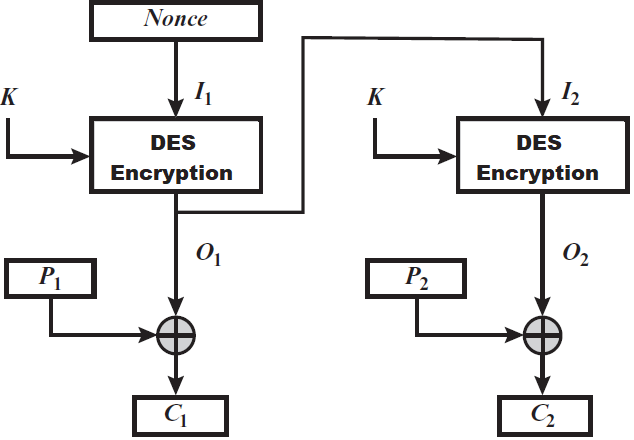 Nonce
K
I1
K
I2
DES
Encryption
DES
Encryption
O1
O2
P1
P2
C1
C2